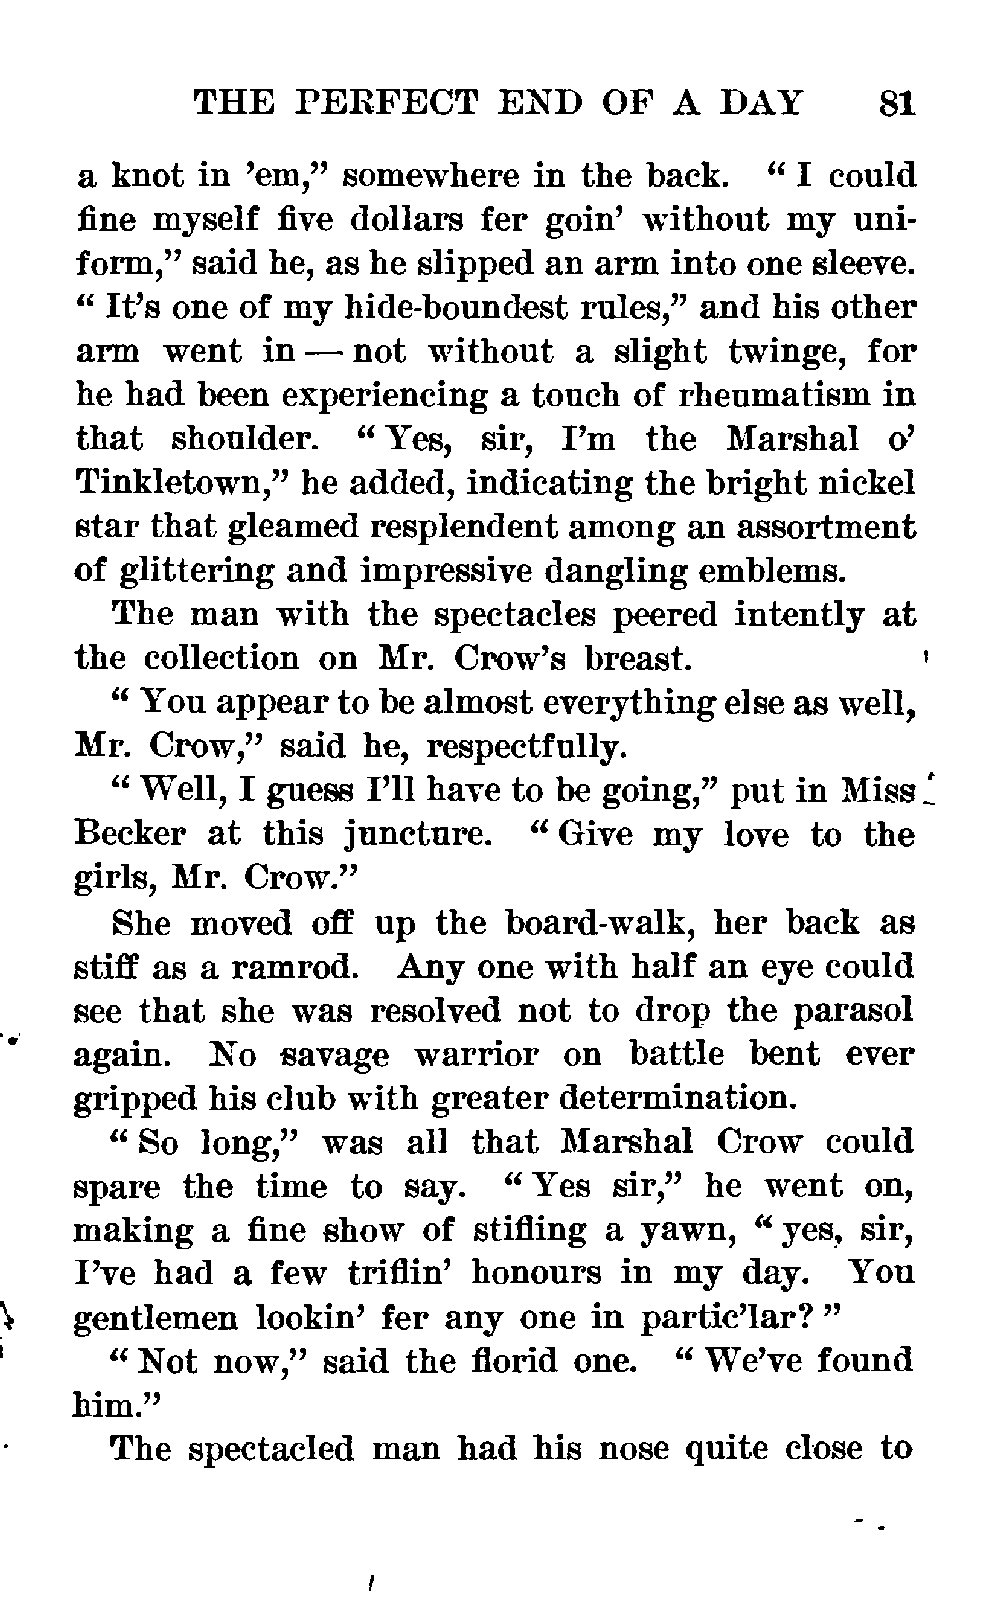 THE PERFECT END OF A DAY 81
a knot in 'em," somewhere in the back. "I could
fine myself five dollars fer goin' without my uni-
form," said he, as he slipped an arm into one sleeve.
"It's one of my hide-boundest rules," and his other
arm went in — not without a slight twinge, for
he had been experiencing a touch of rheumatism in
that shoulder. "Yes, sir, I'm the Marshal o'
Tinkletown," he added, indicating the bright nickel
star that gleamed resplendent among an assortment
of glittering and impressive dangling emblems.
The man with the spectacles peered intently at
the collection on Mr. Crow's breast.
"You appear to be almost everything else as well,
Mr. Crow," said he, respectfully.
"Well, I guess I'll have to be going," put in Miss
Becker at this juncture. "Give my love to the
girls, Mr. Crow."
She moved off up the board-walk, her back as
stiff as a ramrod. Any one with half an eye could
see that she was resolved not to drop the parasol
again. No savage warrior on battle bent ever
gripped his club with greater determination.
"So long," was all that Marshal Crow could
spare the time to say. "Yes sir," he went on,
making a fine show of stifling a yawn, "yes, sir,
I've had a few triflin' honours in my day. You
gentlemen lookin' fer any one in partic'lar?"
"Not now," said the florid one. "We've found
him."
The spectacled man had his nose quite close to